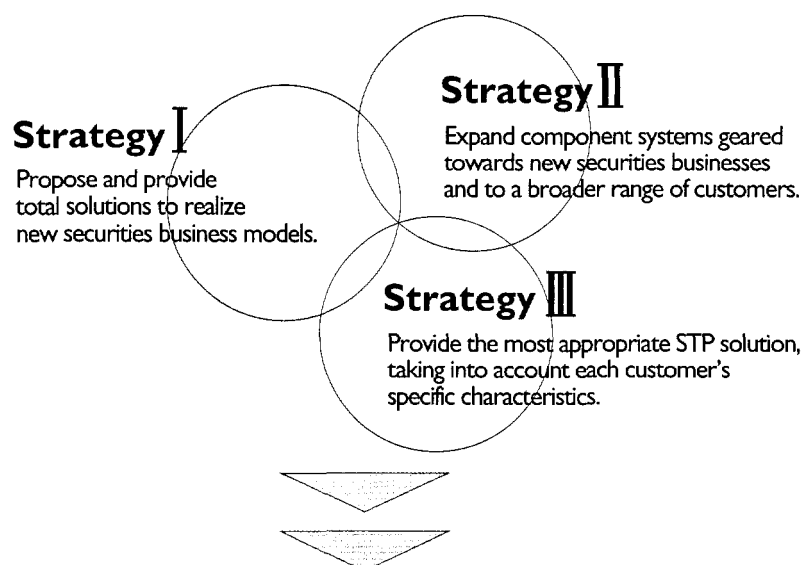 Strategy I
Propose and provide
total solutions to realize
new securities business models.
Strategy II
Expand component systems geared
towards new securities businesses
and to a broader range of customers.
Strategy III
Provide the most appropriate STP solution,
taking into account each customer's
specific characteristics.